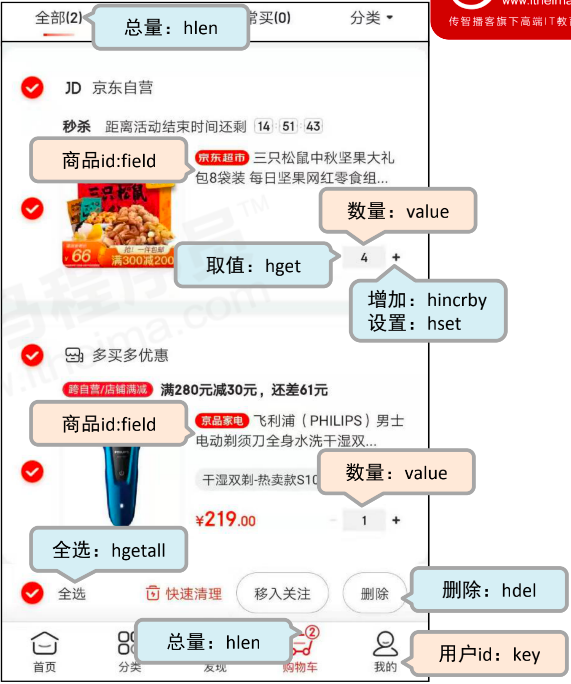 www.itheima
传智播客旗下高端IT教
全部(2)
总量：hlen
常买(0)
分类
JD 京东自营
秒杀 距离活动结束时间还剩 14:51:43
商品id:field
京东超市 三只松鼠中秋坚果大礼
包8袋装 每日坚果网红零食组...
数量：value
¥66
满300减200
取值：hget
4 +
增加：hincrby
设置：hset
程序员 TM
www.itheima.com
多买多优惠
跨自营/店铺满减 满280元减30元，还差61元
商品id:field
京品家电 飞利浦（PHILIPS）男士
电动剃须刀全身水洗干湿双...
干湿双剃-热卖款S10
数量：value
¥219.00
- 1 +
全选：hgetall
全选
快速清理
移入关注
删除
删除：hdel
总量：hlen
2
用户id：key
首页
分类
发现
购物车
我的